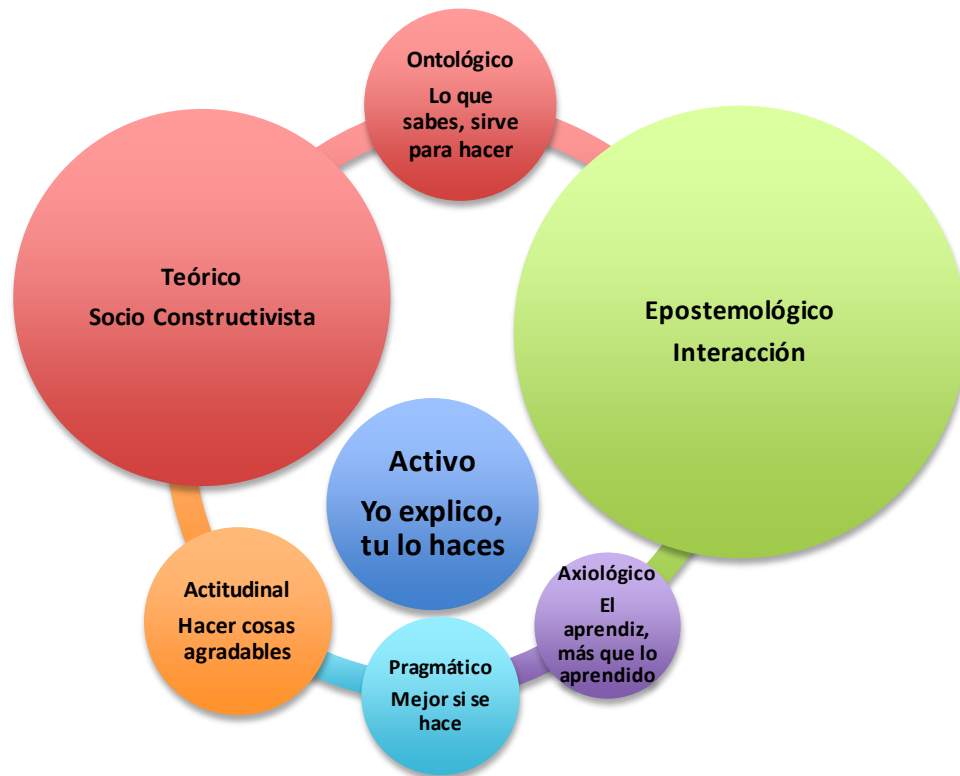 Ontológico
Lo que
sabes, sirve
para hacer
Teórico
Socio Constructivista
Epostemológico
Interacción
Activo
Yo explico,
tu lo haces
Actitudinal
Hacer cosas
agradables
Pragmático
Mejor si se
hace
Axiológico
El
aprendiz,
más que lo
aprendido